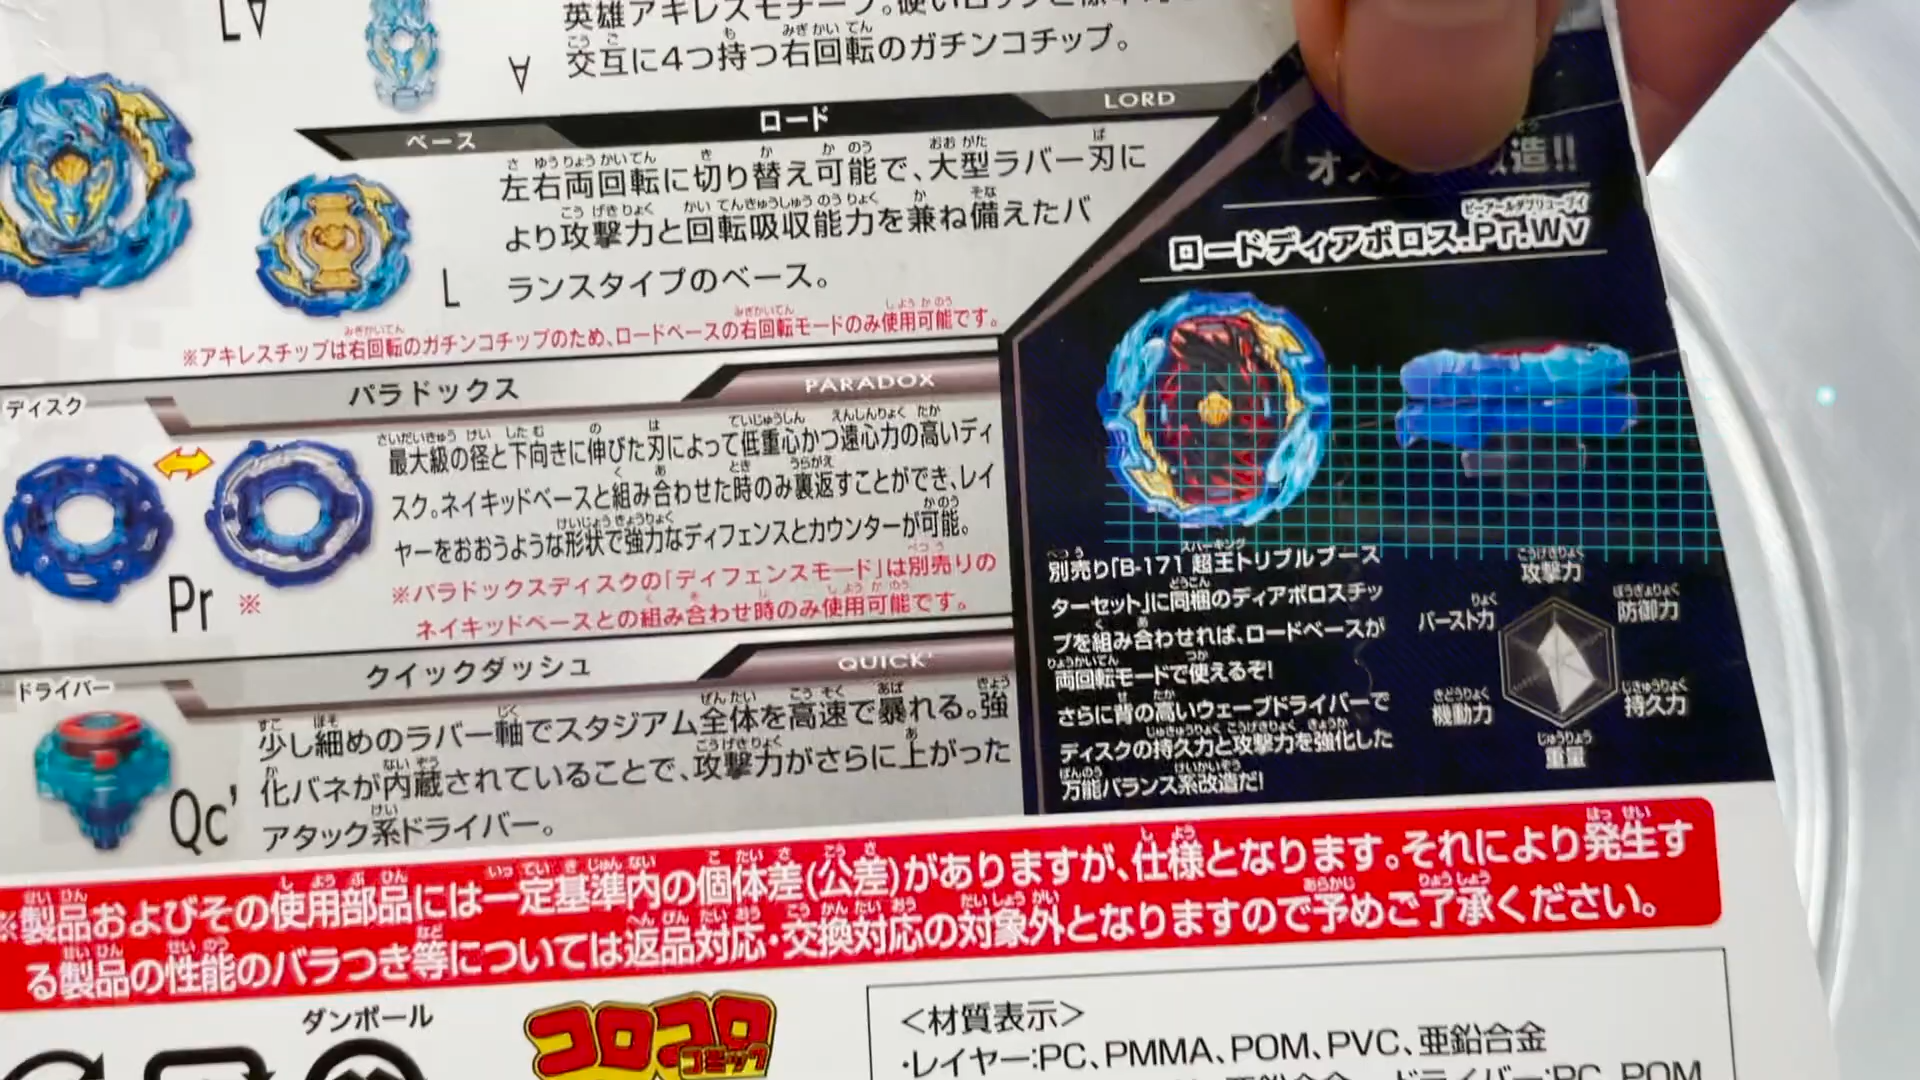 英雄アキレスモチーフ。硬いロックと
交互に4つ持つ右回転のガチンコチップ。
A
ベース ロード LORD
左右両回転に切り替え可能で、大型ラバー刃に
より攻撃力と回転吸収能力を兼ね備えたバ
ランスタイプのベース。
L
※アキレスチップは右回転のガチンコチップのため、ロードベースの右回転モードのみ使用可能です。
ディスク パラドックス PARADOX
最大級の径と下向きに伸びた刃によって低重心かつ遠心力の高いディ
スク。ネイキッドベースと組み合わせた時のみ裏返すことができ、レイ
ヤーをおおうような形状で強力なディフェンスとカウンターが可能。
Pr ※
※パラドックスディスクの「ディフェンスモード」は別売りの
ネイキッドベースとの組み合わせ時のみ使用可能です。
ドライバー クイックダッシュ QUICK'
少し細めのラバー軸でスタジアム全体を高速で暴れる。強
化バネが内蔵されていることで、攻撃力がさらに上がった
アタック系ドライバー。
Qc'
造!!
ロードディアボロス.Pr.Wv
別売り「B-171 超王トリプルブース
ターセット」に同梱のディアボロスチッ
プを組み合わせれば、ロードベースが
両回転モードで使えるぞ!
さらに背の高いウェーブドライバーで
ディスクの持久力と攻撃力を強化した
万能バランス系改造だ!
攻撃力
防御力
持久力
重量
機動力
バースト力
※製品およびその使用部品には一定基準内の個体差(公差)がありますが、仕様となります。それにより発生す
る製品の性能のバラつき等については返品対応・交換対応の対象外となりますので予めご了承ください。
ダンボール
コロコロ
コミック
<材質表示>
・レイヤー:PC、PMMA、POM、PVC、亜鉛合金
亜鉛合金 ドライバー:PC、POM